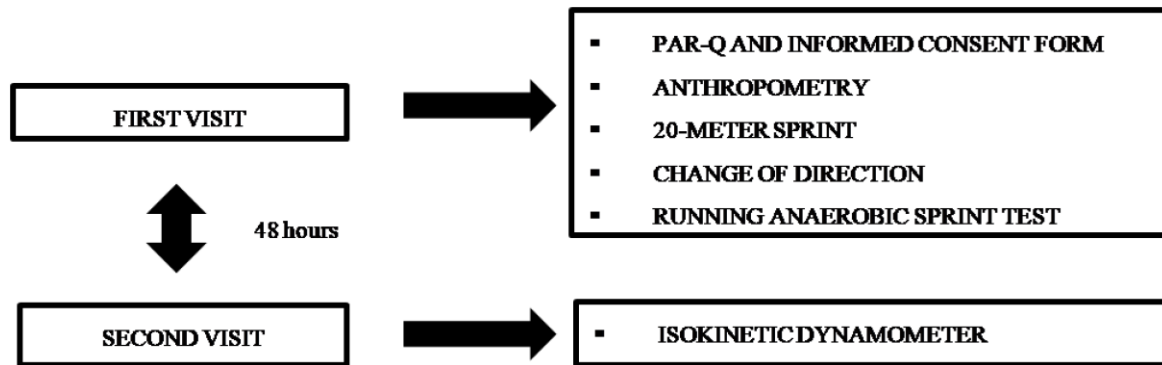 ▪ PAR-Q AND INFORMED CONSENT FORM
▪ ANTHROPOMETRY
FIRST VISIT
▪ 20-METER SPRINT
▪ CHANGE OF DIRECTION
▪ RUNNING ANAEROBIC SPRINT TEST
48 hours
SECOND VISIT
▪ ISOKINETIC DYNAMOMETER